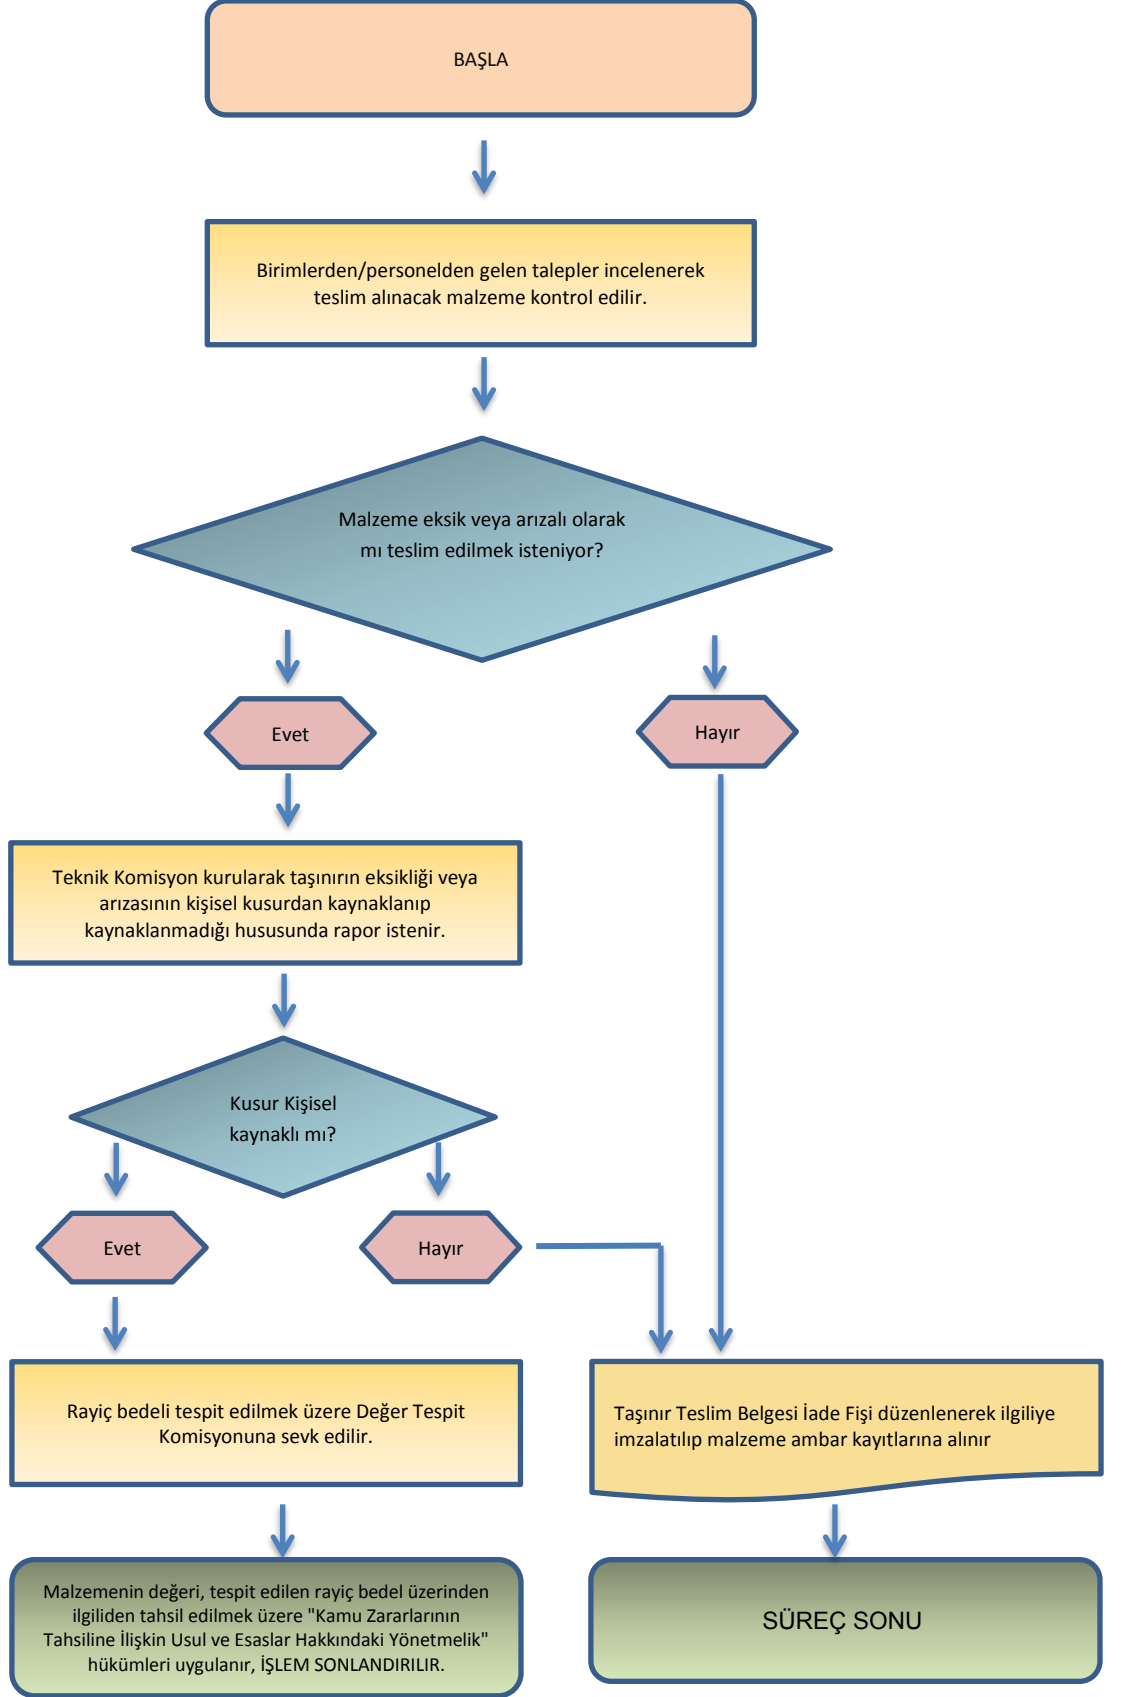 BAŞLA
Birimlerden/personelden gelen talepler incelenerek
teslim alınacak malzeme kontrol edilir.
Malzeme eksik veya arızalı olarak
mı teslim edilmek isteniyor?
Evet
Hayır
Teknik Komisyon kurularak taşınırın eksikliği veya
arızasının kişisel kusurdan kaynaklanıp
kaynaklanmadığı hususunda rapor istenir.
Kusur Kişisel
kaynaklı mı?
Evet
Hayır
Rayiç bedeli tespit edilmek üzere Değer Tespit
Komisyonuna sevk edilir.
Taşınır Teslim Belgesi İade Fişi düzenlenerek ilgiliye
imzalatılıp malzeme ambar kayıtlarına alınır
Malzemenin değeri, tespit edilen rayiç bedel üzerinden
ilgiliden tahsil edilmek üzere "Kamu Zararlarının
Tahsiline İlişkin Usul ve Esaslar Hakkındaki Yönetmelik"
hükümleri uygulanır, İŞLEM SONLANDIRILIR.
SÜREÇ SONU